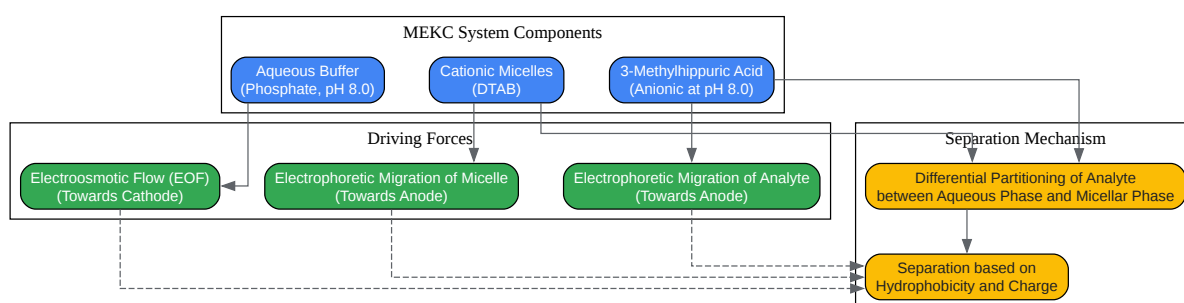 MEKC System Components
Aqueous Buffer
(Phosphate, pH 8.0)
Cationic Micelles
(DTAB)
3-Methylhippuric Acid
(Anionic at pH 8.0)
Driving Forces
Electroosmotic Flow (EOF)
(Towards Cathode)
Electrophoretic Migration of Micelle
(Towards Anode)
Electrophoretic Migration of Analyte
(Towards Anode)
Separation Mechanism
Differential Partitioning of Analyte
between Aqueous Phase and Micellar Phase
Separation based on
Hydrophobicity and Charge